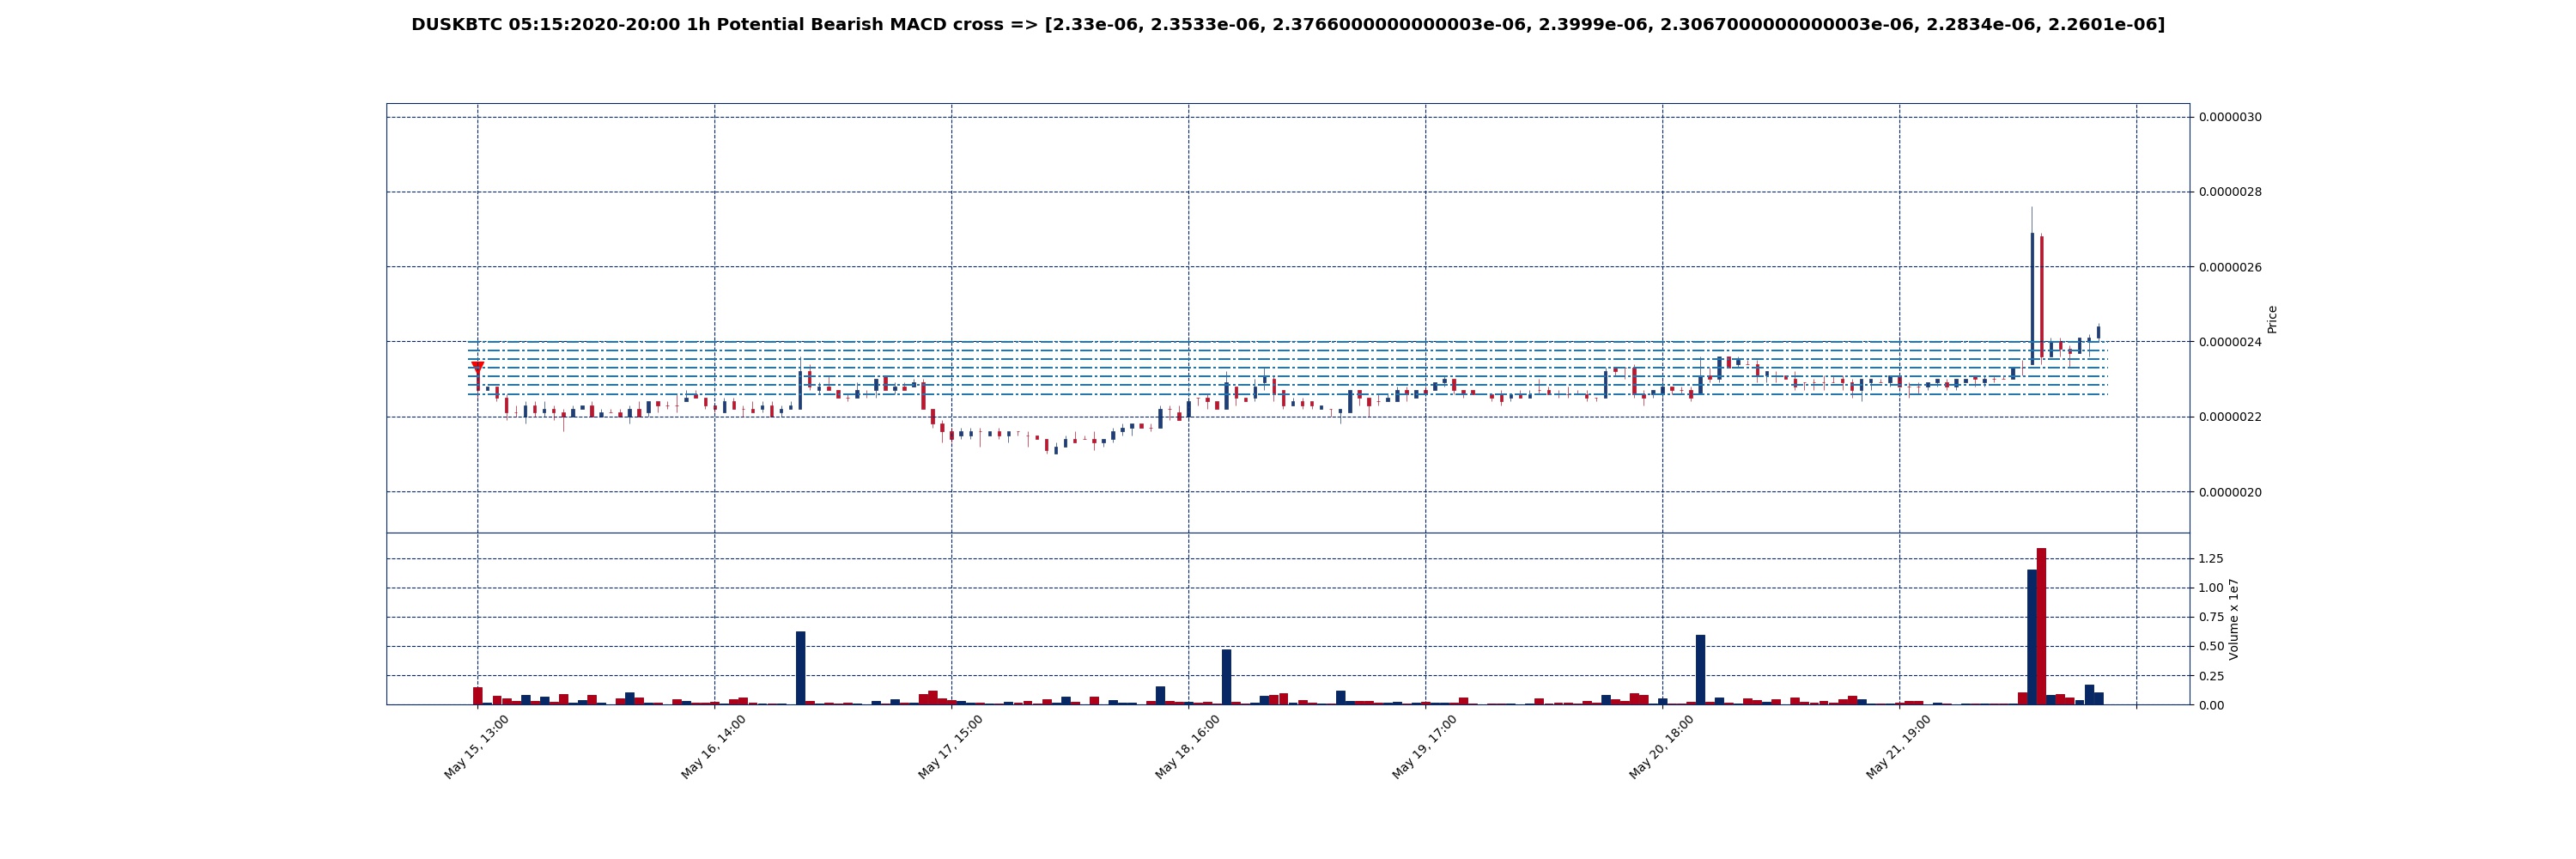 DUSKBTC 05:15:2020-20:00 1h Potential Bearish MACD cross => [2.33e-06, 2.3533e-06, 2.3766000000000003e-06, 2.3999e-06, 2.3067000000000003e-06, 2.2834e-06, 2.2601e-06]
0.0000030
0.0000028
0.0000026
Price
0.0000024
0.0000022
0.0000020
1.25
1.00
0.75
Volume x 1e7
0.50
0.25
0.00
May 15, 13:00
May 16, 14:00
May 17, 15:00
May 18, 16:00
May 19, 17:00
May 20, 18:00
May 21, 19:00